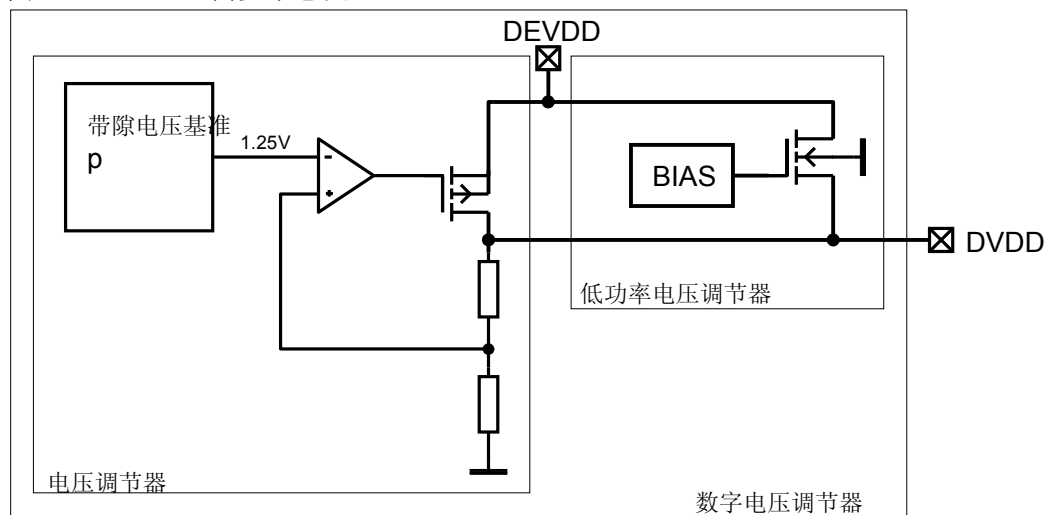 DEVDD
带隙电压基准
p
1.25V
-
+
BIAS
DVDD
低功率电压调节器
电压调节器
数字电压调节器